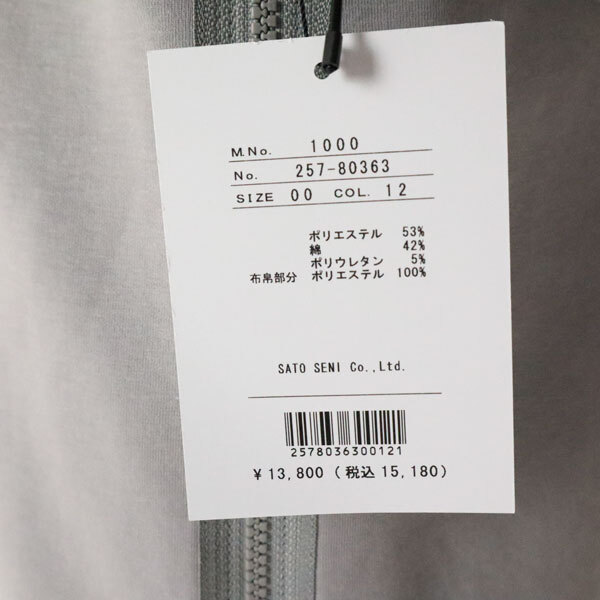 M.No. 1000
No. 257-80363
SIZE 00 COL. 12
ポリエステル 53%
綿 42%
ポリウレタン 5%
布帛部分 ポリエステル 100%
SATO SENI Co.,Ltd.
2578036300121
¥ 13,800 (税込 15,180)